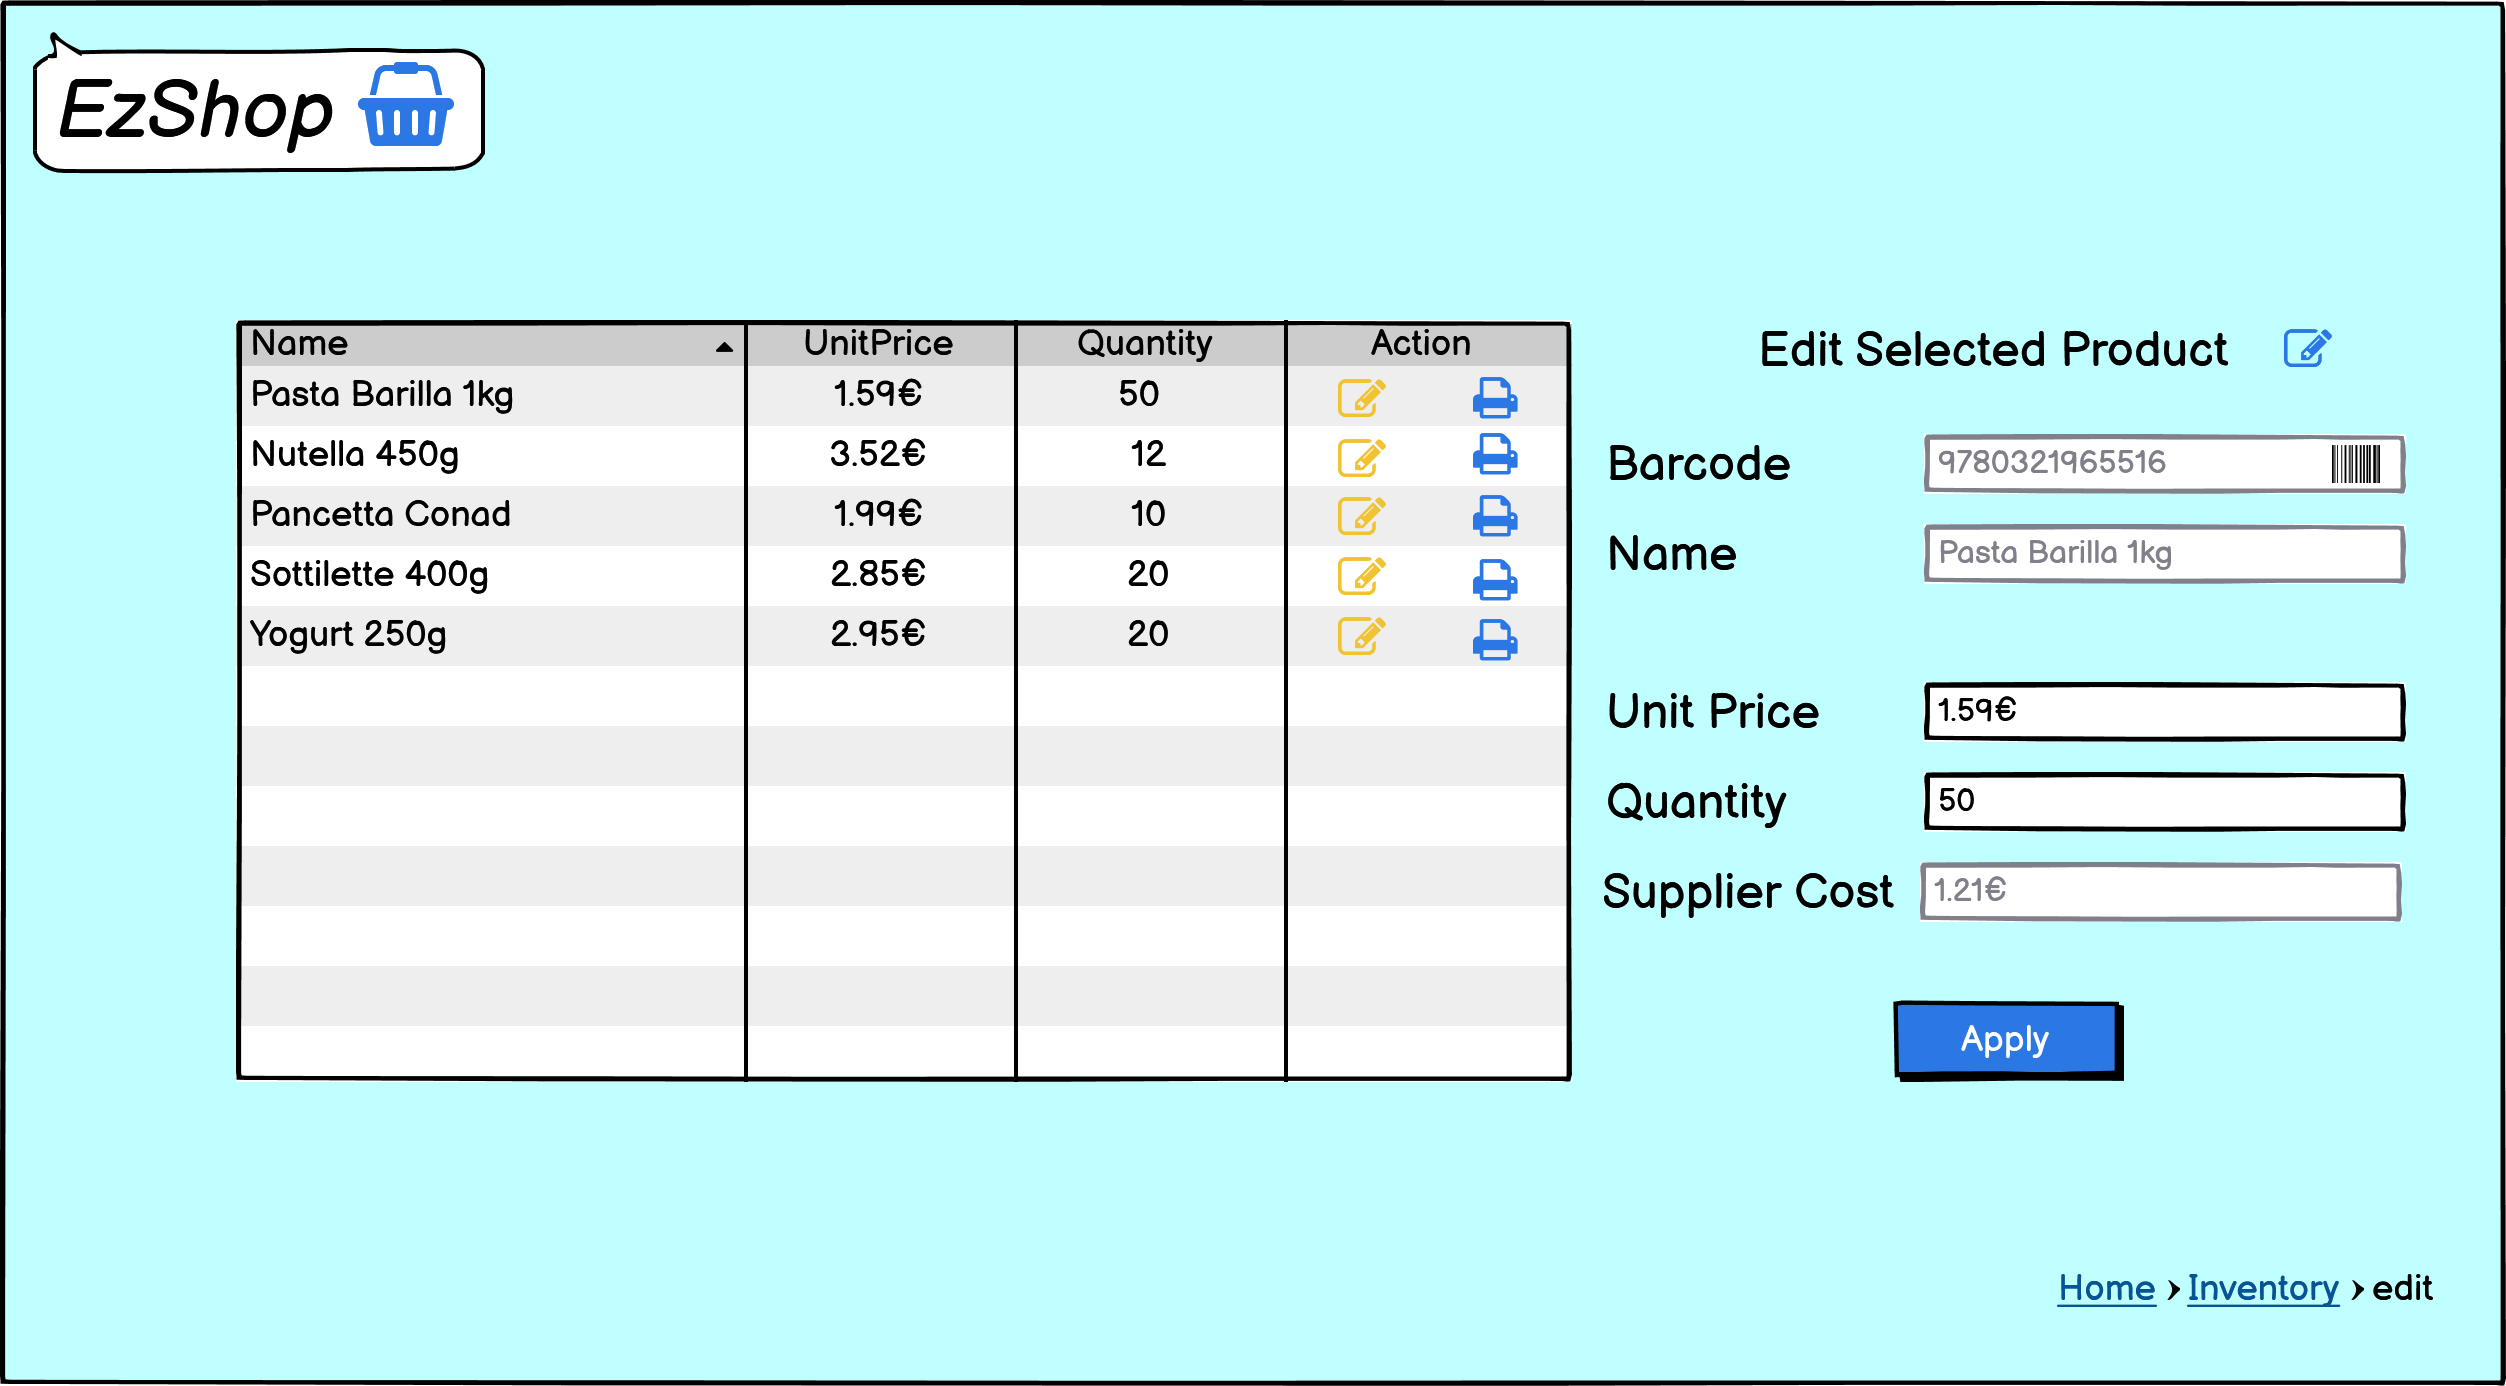 EzShop
Name UnitPrice Quantity Action
Pasta Barilla 1kg 1.59€ 50
Nutella 450g 3.52€ 12
Pancetta Conad 1.99€ 10
Sottilette 400g 2.85€ 20
Yogurt 250g 2.95€ 20
Edit Selected Product
Barcode 9780321965516
Name Pasta Barilla 1kg
Unit Price 1.59€
Quantity 50
Supplier Cost 1.21€
Apply
Home > Inventory > edit